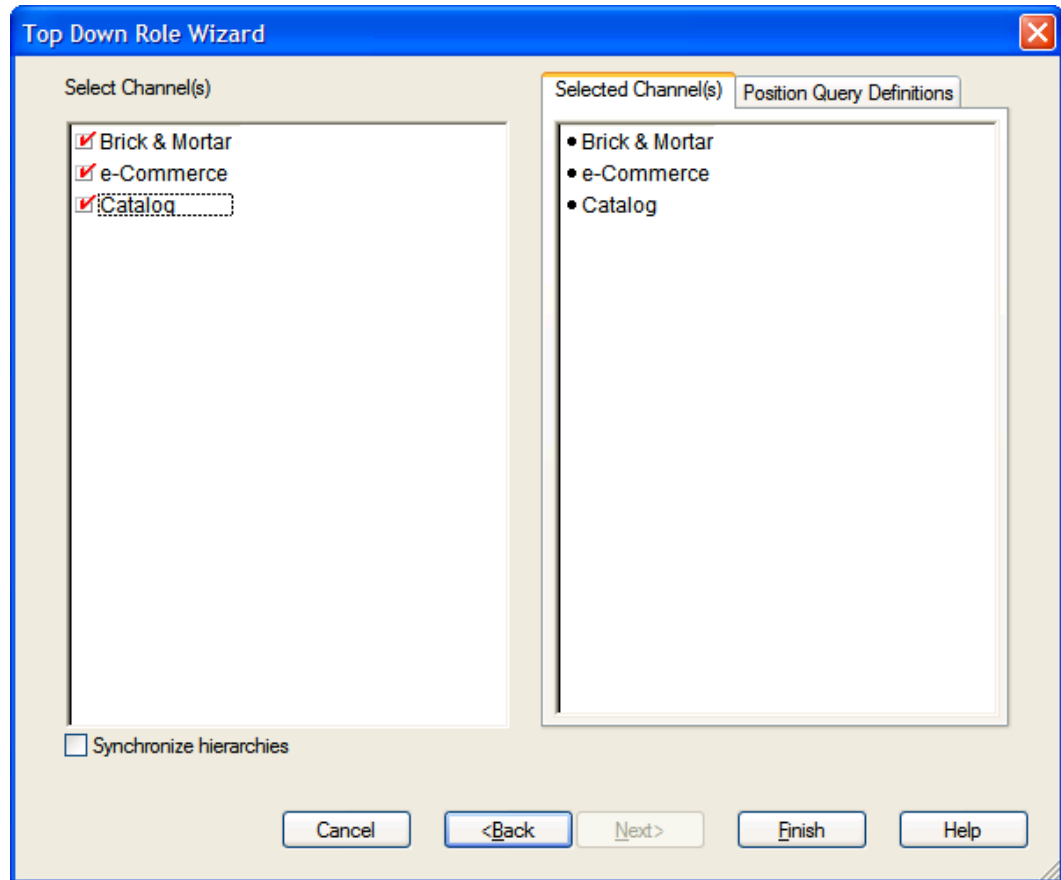 Top Down Role Wizard
Select Channel(s)
Brick & Mortar
e-Commerce
Catalog
Synchronize hierarchies
Selected Channel(s) Position Query Definitions
• Brick & Mortar
• e-Commerce
• Catalog
Cancel <Back Next> Finish Help